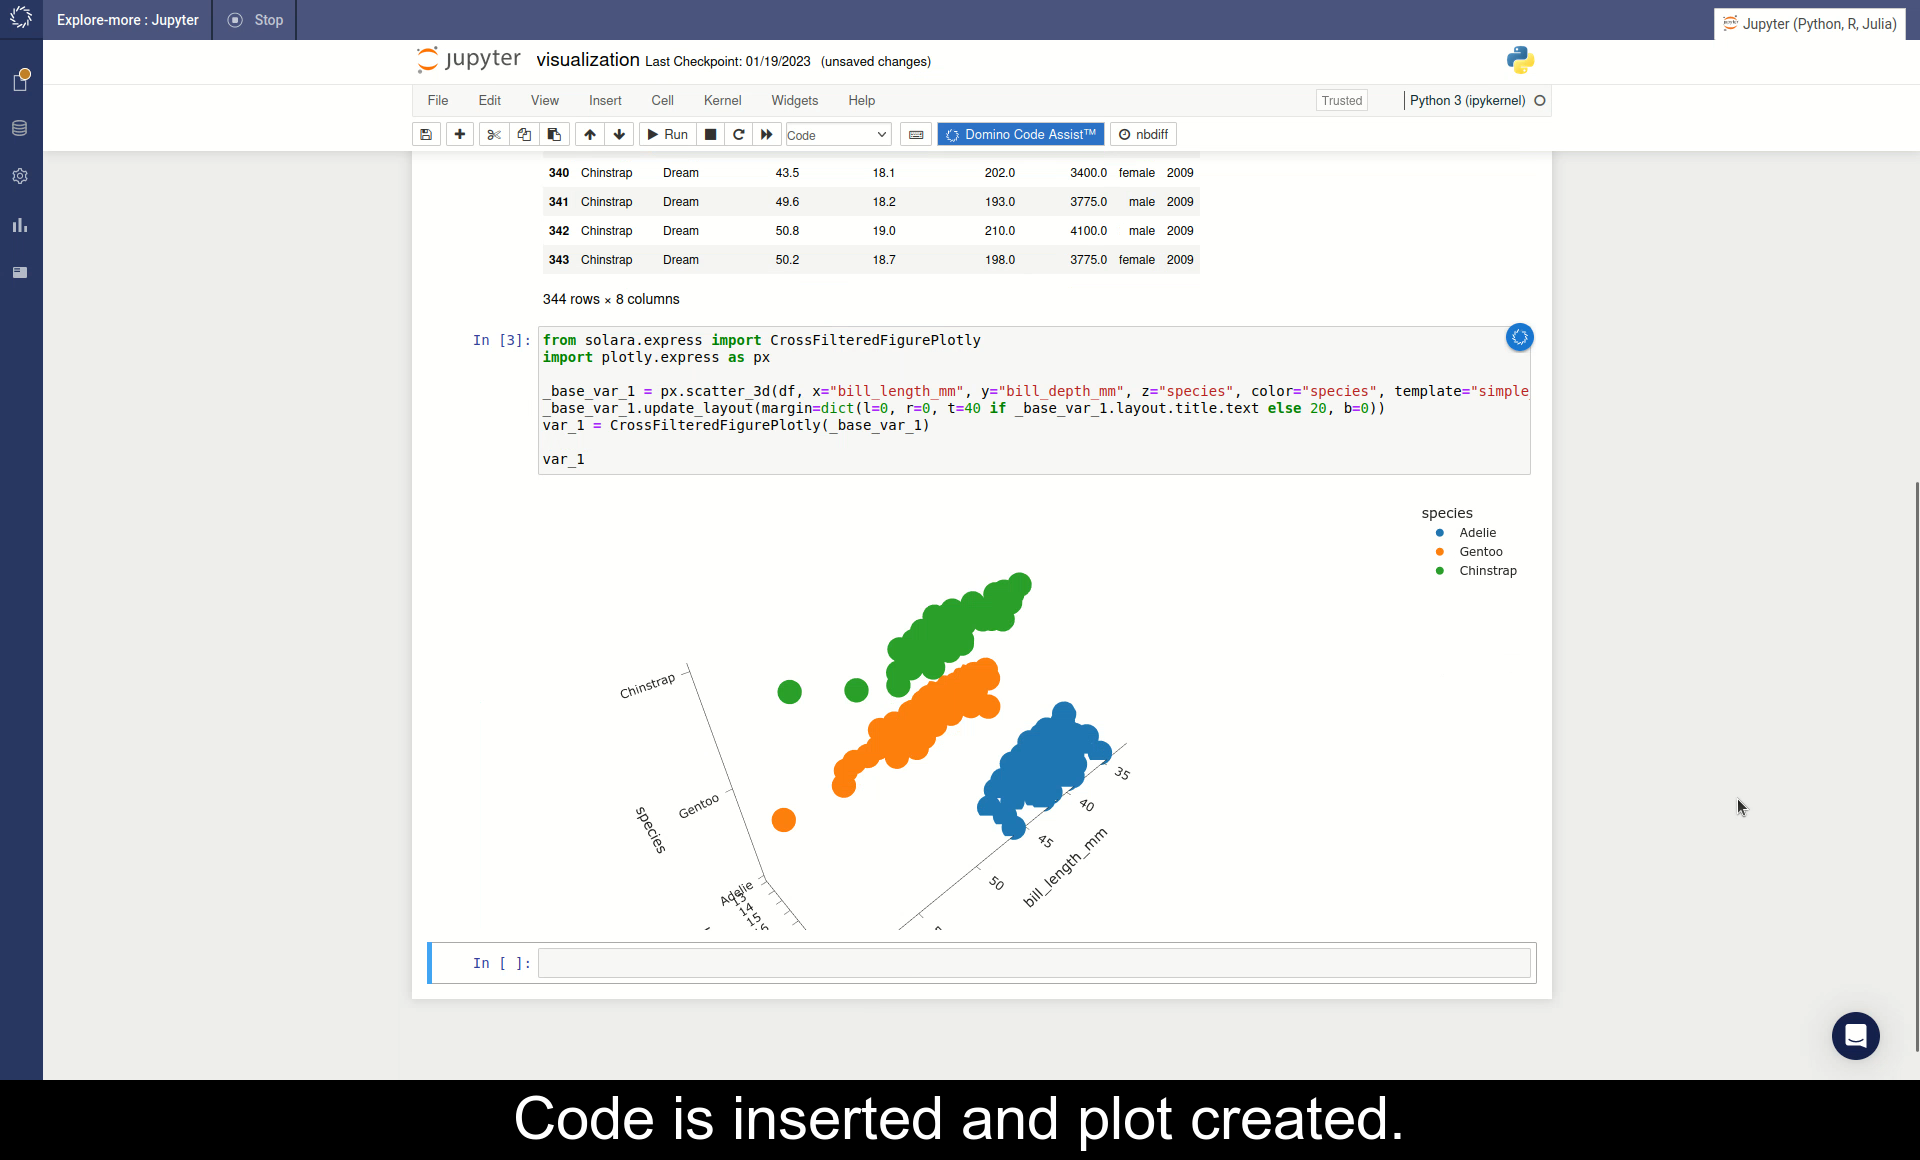 Explore-more : Jupyter
Stop
Jupyter (Python, R, Julia)
jupyter
visualization Last Checkpoint: 01/19/2023 (unsaved changes)
File Edit View Insert Cell Kernel Widgets Help
Trusted
Python 3 (ipykernel)
Run
Code
Domino Code Assist™
nbdiff
340 Chinstrap Dream 43.5 18.1 202.0 3400.0 female 2009
341 Chinstrap Dream 49.6 18.2 193.0 3775.0 male 2009
342 Chinstrap Dream 50.8 19.0 210.0 4100.0 male 2009
343 Chinstrap Dream 50.2 18.7 198.0 3775.0 female 2009
344 rows × 8 columns
In [3]:
from solara.express import CrossFilteredFigurePlotly
import plotly.express as px
_base_var_1 = px.scatter_3d(df, x="bill_length_mm", y="bill_depth_mm", z="species", color="species", template="simple
_base_var_1.update_layout(margin=dict(l=0, r=0, t=40 if _base_var_1.layout.title.text else 20, b=0))
var_1 = CrossFilteredFigurePlotly(_base_var_1)
var_1
species
Adelie
Gentoo
Chinstrap
Chinstrap
Gentoo
Adelie
species
13
14
15
35
40
45
50
bill_length_mm
In [ ]:
Code is inserted and plot created.